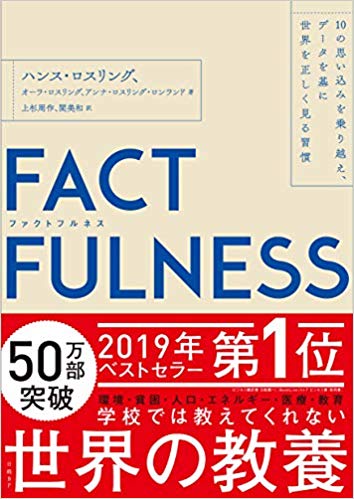 10の思い込みを乗り越え、
データを基に
世界を正しく見る習慣
ハンス・ロスリング、
オーラ・ロスリング、アンナ・ロスリング・ロンランド 著
上杉周作、関美和 訳
FACT
ファクトフルネス
FULNESS
50万部
突破
2019年
ベストセラー
第1位
環境・貧困・人口・エネルギー・医療・教育
学校では教えてくれない
世界の教養
日経BP